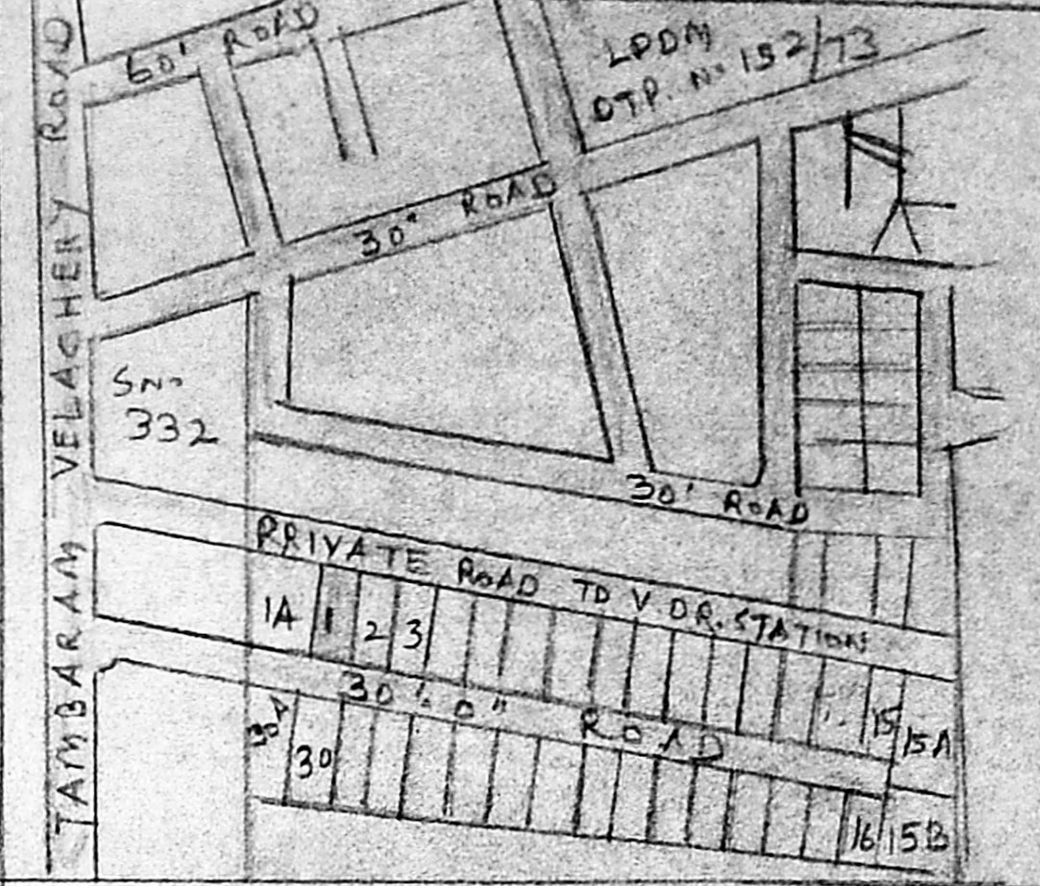 60' ROAD
LPDM
DTP. No 152/73
30" ROAD
TAMBARAM VELACHERY ROAD
SNo
332
30' ROAD
PRIVATE ROAD TO V DR. STATION
1A
1
2
3
15
15A
30'.0" ROAD
30A
30
16
15B